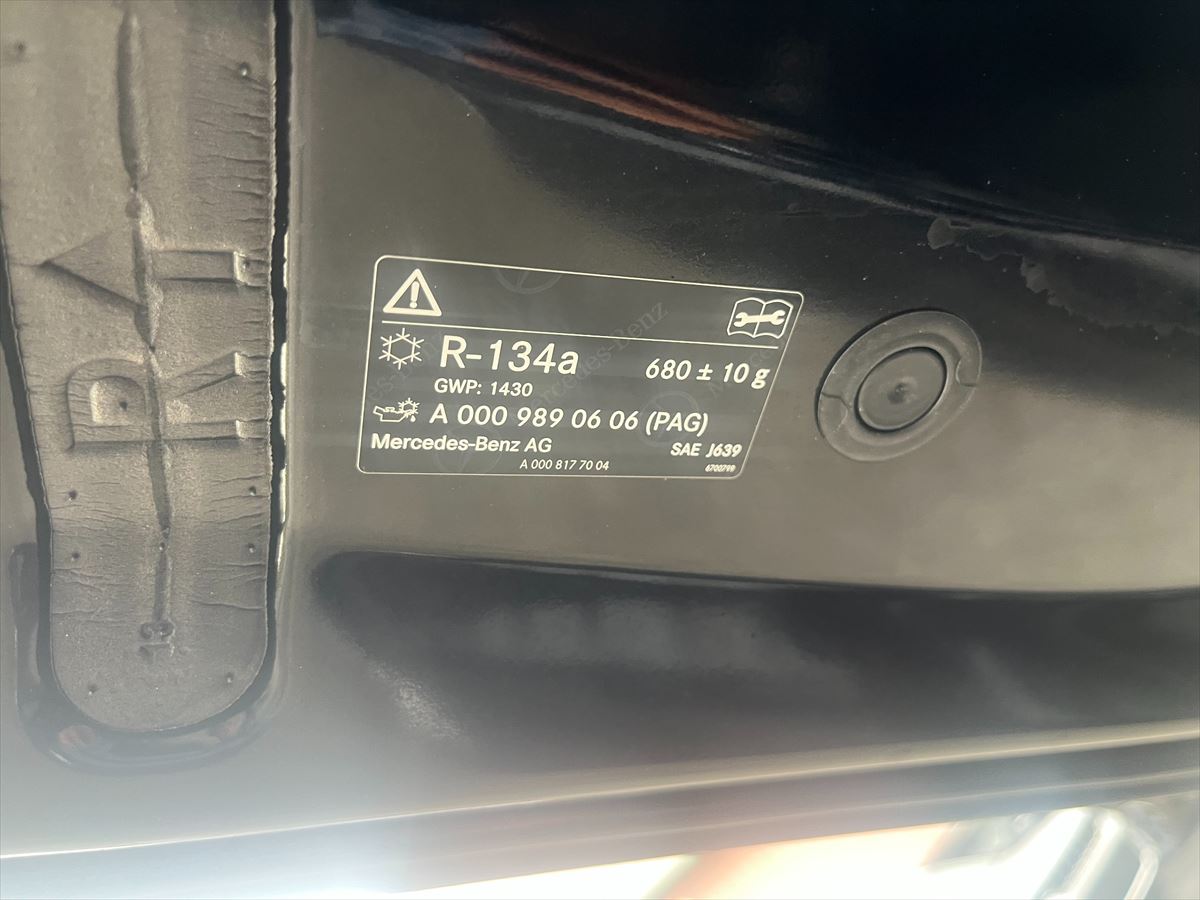 R-134a 680 ± 10 g
GWP: 1430
A 000 989 06 06 (PAG)
Mercedes-Benz AG SAE J639
A 000 817 70 04 6700799